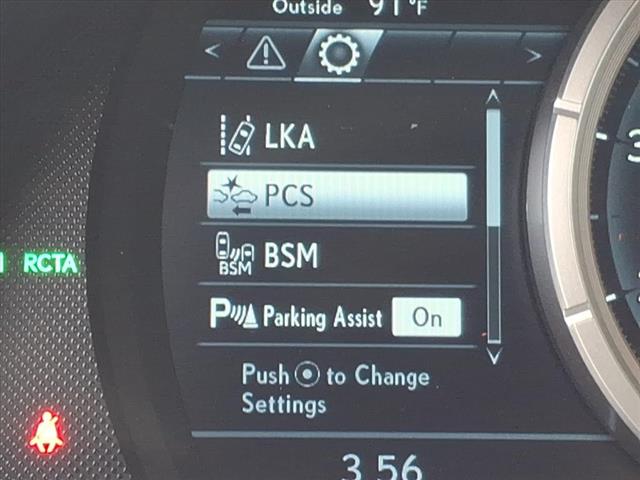 Outside 91°F
< >
LKA
PCS
BSM BSM
RCTA
P Parking Assist On
Push to Change
Settings
3.56